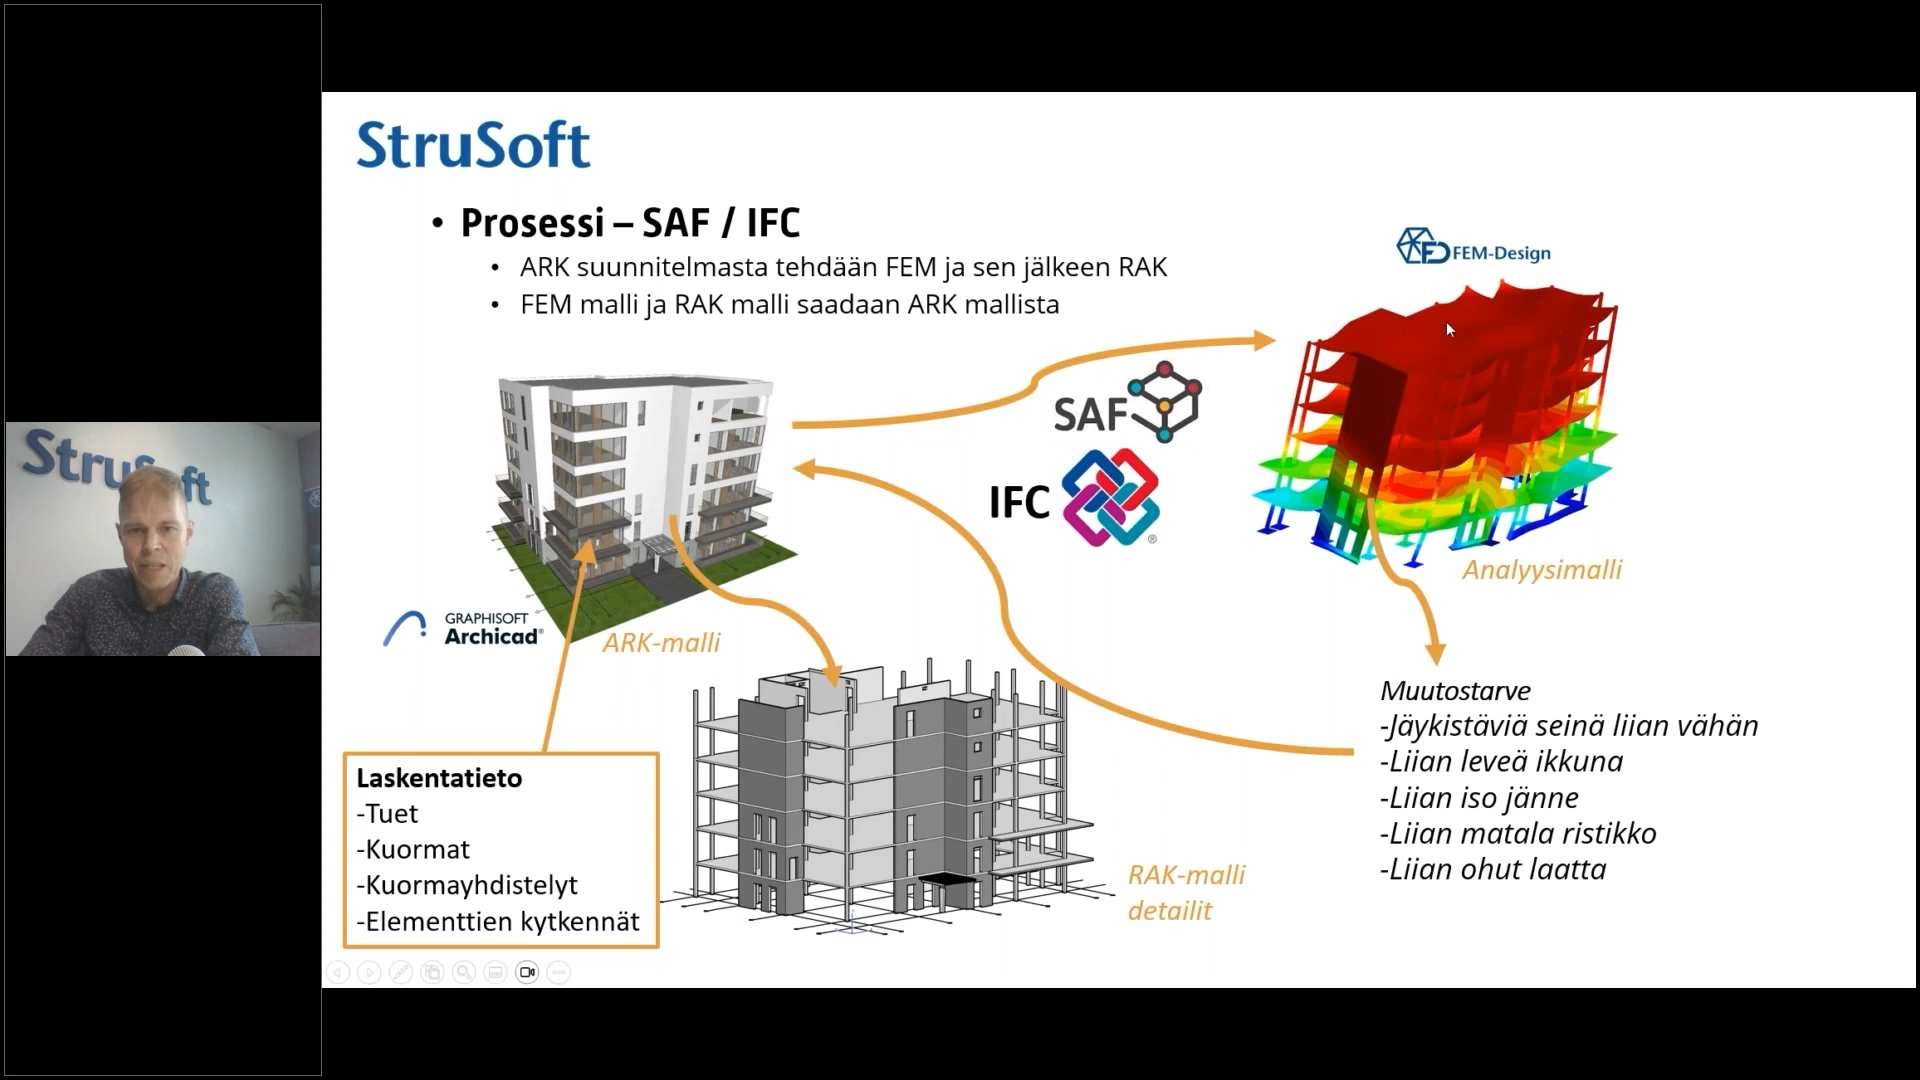 StruSoft
• Prosessi – SAF / IFC
• ARK suunnitelmasta tehdään FEM ja sen jälkeen RAK
• FEM malli ja RAK malli saadaan ARK mallista
FD FEM-Design
SAF
IFC
®
Analyysimalli
StruSoft
GRAPHISOFT
Archicad®
ARK-malli
Muutostarve
-Jäykistäviä seinä liian vähän
-Liian leveä ikkuna
-Liian iso jänne
-Liian matala ristikko
-Liian ohut laatta
Laskentatieto
-Tuet
-Kuormat
-Kuormayhdistelyt
-Elementtien kytkennät
RAK-malli
detailit